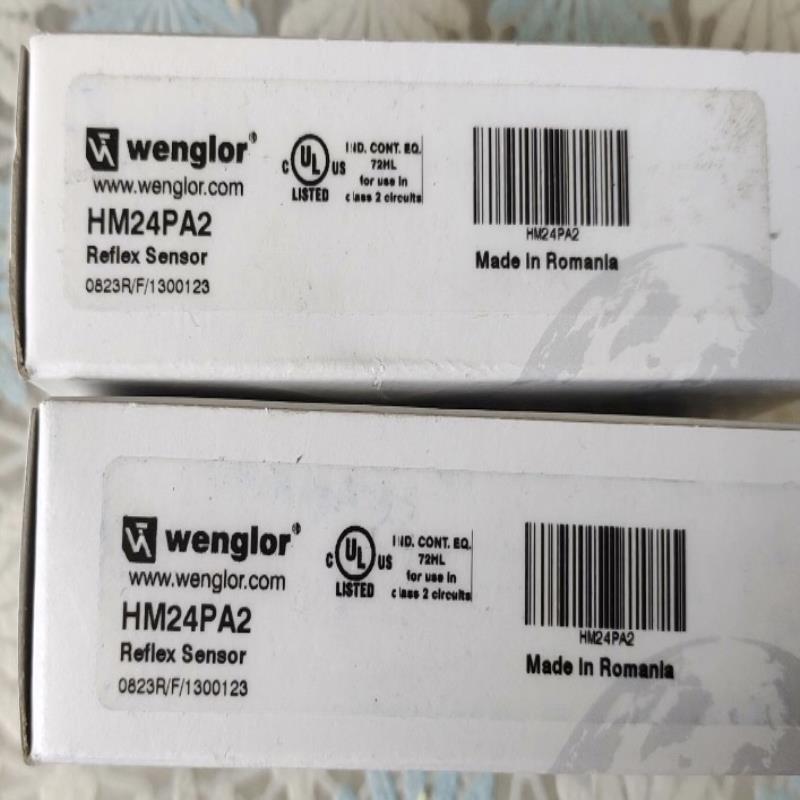 wenglor®
www.wenglor.com
HM24PA2
Reflex Sensor
0823R/F/1300123
C UL US
LISTED
IND. CONT. EQ.
72HL
for use in
class 2 circuits
HM24PA2
Made in Romania
wenglor®
www.wenglor.com
HM24PA2
Reflex Sensor
0823R/F/1300123
C UL US
LISTED
IND. CONT. EQ.
72HL
for use in
class 2 circuits
HM24PA2
Made in Romania